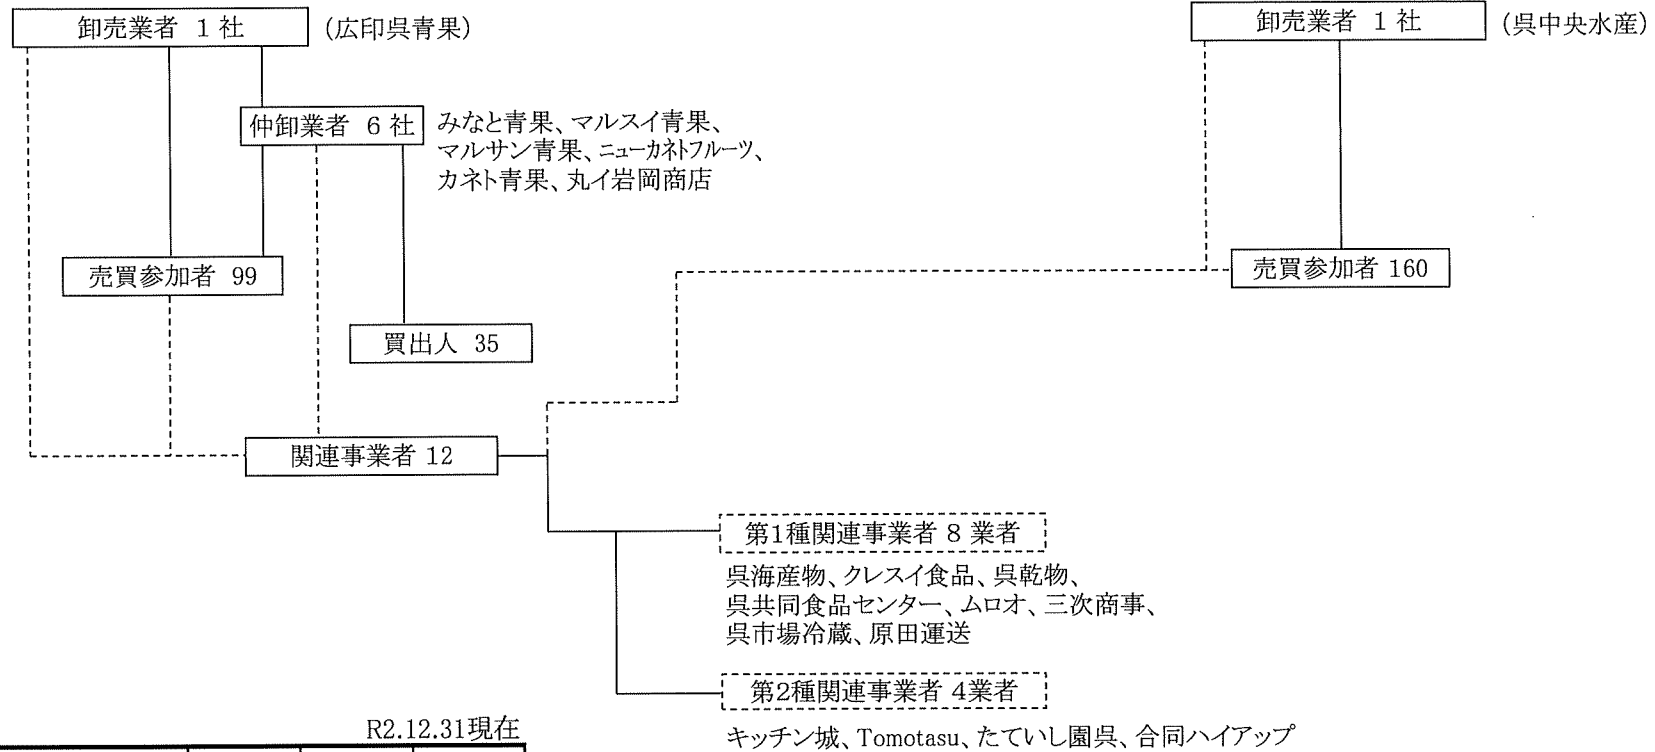 卸売業者 1 社
(広印呉青果)
卸売業者 1 社
(呉中央水産)
仲卸業者 6 社
みなと青果、マルスイ青果、
マルサン青果、ニューカネトフルーツ、
カネト青果、丸イ岩岡商店
売買参加者 99
売買参加者 160
買出人 35
関連事業者 12
第1種関連事業者 8 業者
呉海産物、クレスイ食品、呉乾物、
呉共同食品センター、ムロオ、三次商事、
呉市場冷蔵、原田運送
第2種関連事業者 4業者
キッチン城、Tomotasu、たていし園呉、合同ハイアップ
R2.12.31現在